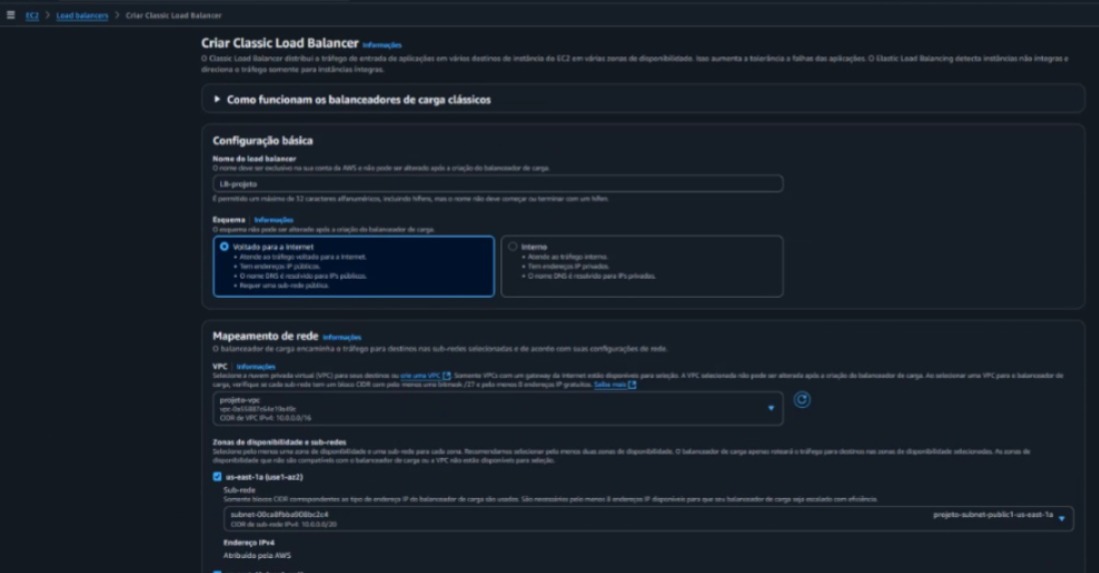 EC2 > Load balancers > Criar Classic Load Balancer
Criar Classic Load Balancer Informações
O Classic Load Balancer distribui o tráfego de entrada de aplicações em vários destinos de instância do EC2 em várias zonas de disponibilidade. Isso aumenta a tolerância a falhas das aplicações. O Elastic Load Balancing detecta instâncias não íntegras e
direciona o tráfego somente para instâncias íntegras.
Como funcionam os balanceadores de carga clássicos
Configuração básica
Nome do load balancer
O nome deve ser exclusivo na sua conta da AWS e não pode ser alterado após a criação do balanceador de carga.
LB-projeto
É permitido um máximo de 32 caracteres alfanuméricos, incluindo hifens, mas o nome não deve começar ou terminar com um hífen.
Esquema | Informações
O esquema não pode ser alterado após a criação do balanceador de carga.
Voltado para a Internet
• Atende ao tráfego voltado para a Internet.
• Tem endereços IP públicos.
• O nome DNS é resolvido para IPs públicos.
• Requer uma sub-rede pública.
Interno
• Atende ao tráfego interno.
• Tem endereços IP privados.
• O nome DNS é resolvido para IPs privados.
Mapeamento de rede Informações
O balanceador de carga encaminha o tráfego para destinos nas sub-redes selecionadas e de acordo com suas configurações de rede.
VPC | Informações
Selecione a nuvem privada virtual (VPC) para seus destinos ou crie uma VPC. Somente VPCs com um gateway da Internet estão disponíveis para seleção. A VPC selecionada não pode ser alterada após a criação do balanceador de carga. Ao selecionar uma VPC para o balanceador de
carga, verifique se cada sub-rede tem um bloco CIDR com pelo menos uma bitmask /27 e pelo menos 8 endereços IP gratuitos. Saiba mais
projeto-vpc
CIDR de VPC IPv4: 10.0.0.0/16
Zonas de disponibilidade e sub-redes
Selecione pelo menos uma zona de disponibilidade e uma sub-rede para cada zona. Recomendamos selecionar pelo menos duas zonas de disponibilidade. O balanceador de carga apenas roteará o tráfego para destinos nas zonas de disponibilidade selecionadas. As zonas de
disponibilidade que não são compatíveis com o balanceador de carga ou a VPC não estão disponíveis para seleção.
us-east-1a (use1-az2)
Sub-rede
Somente blocos CIDR correspondentes ao tipo de endereço IP do balanceador de carga são usados. São necessários pelo menos 8 endereços IP disponíveis para que seu balanceador de carga seja escalado com eficiência.
projeto-subnet-public1-us-east-1a
CIDR de sub-rede IPv4: 10.0.0.0/20
Endereço IPv4
Atribuído pela AWS